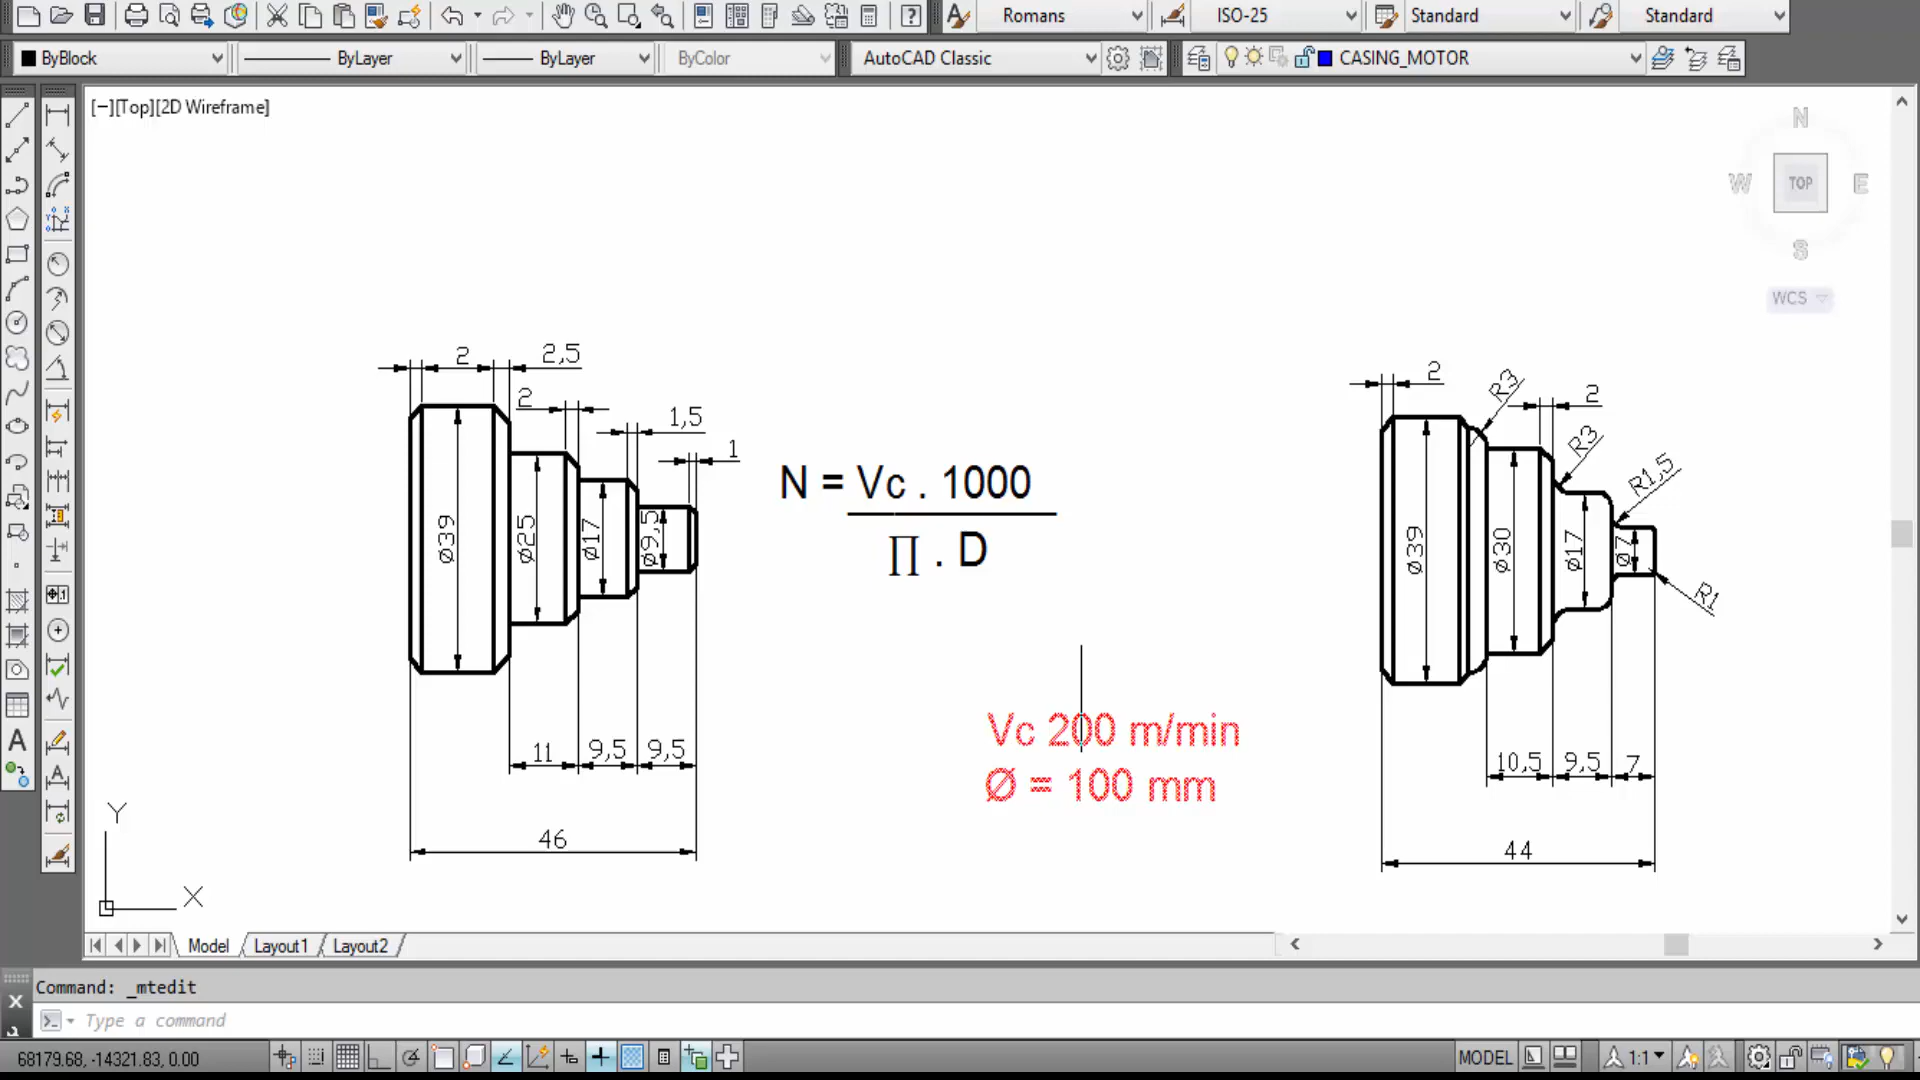 Romans ISO-25 Standard Standard
ByBlock ByLayer ByLayer ByColor AutoCAD Classic CASING_MOTOR
[−][Top][2D Wireframe]
N
W TOP E
S
WCS
2 2,5
2
1,5
1
ø39 ø25 ø17 ø9,5
11 9,5 9,5
46
N = Vc . 1000
∏ . D
Vc 200 m/min
Ø = 100 mm
2 R3
2
R3
R1,5
ø39 ø30 ø17 ø7
R1
10,5 9,5 7
44
Y
X
Model Layout1 Layout2
Command: _mtedit
Type a command
68179.68, -14321.83, 0.00 MODEL 1:1